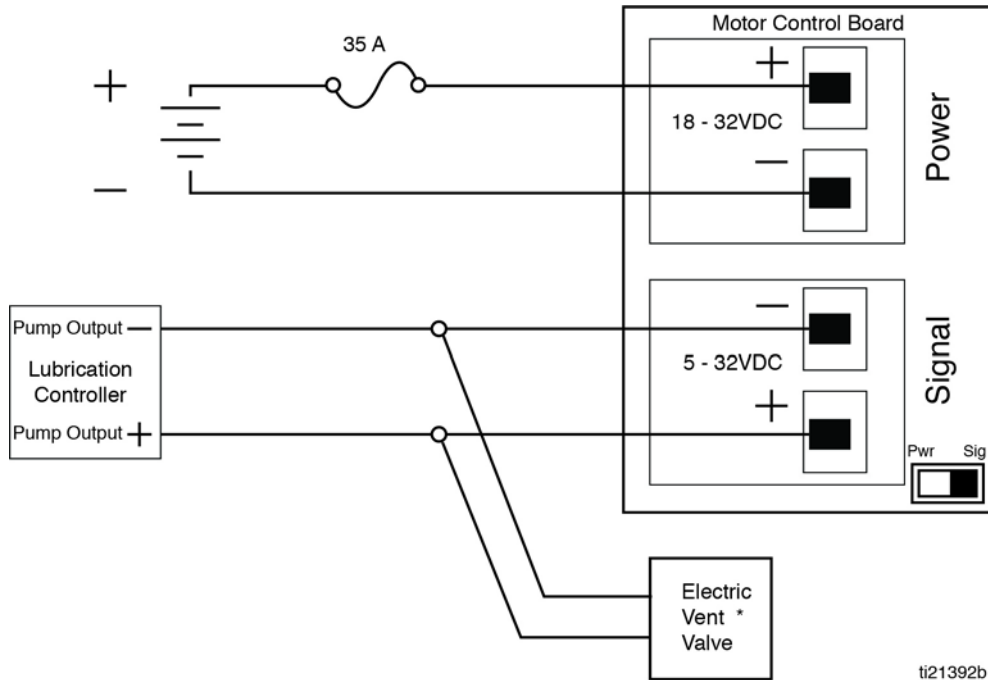 Motor Control Board
35 A
+
+
18 - 32VDC
Power
—
—
Pump Output —
Lubrication
Controller
Pump Output +
—
5 - 32VDC
+
Signal
Pwr Sig
Electric
Vent *
Valve
ti21392b